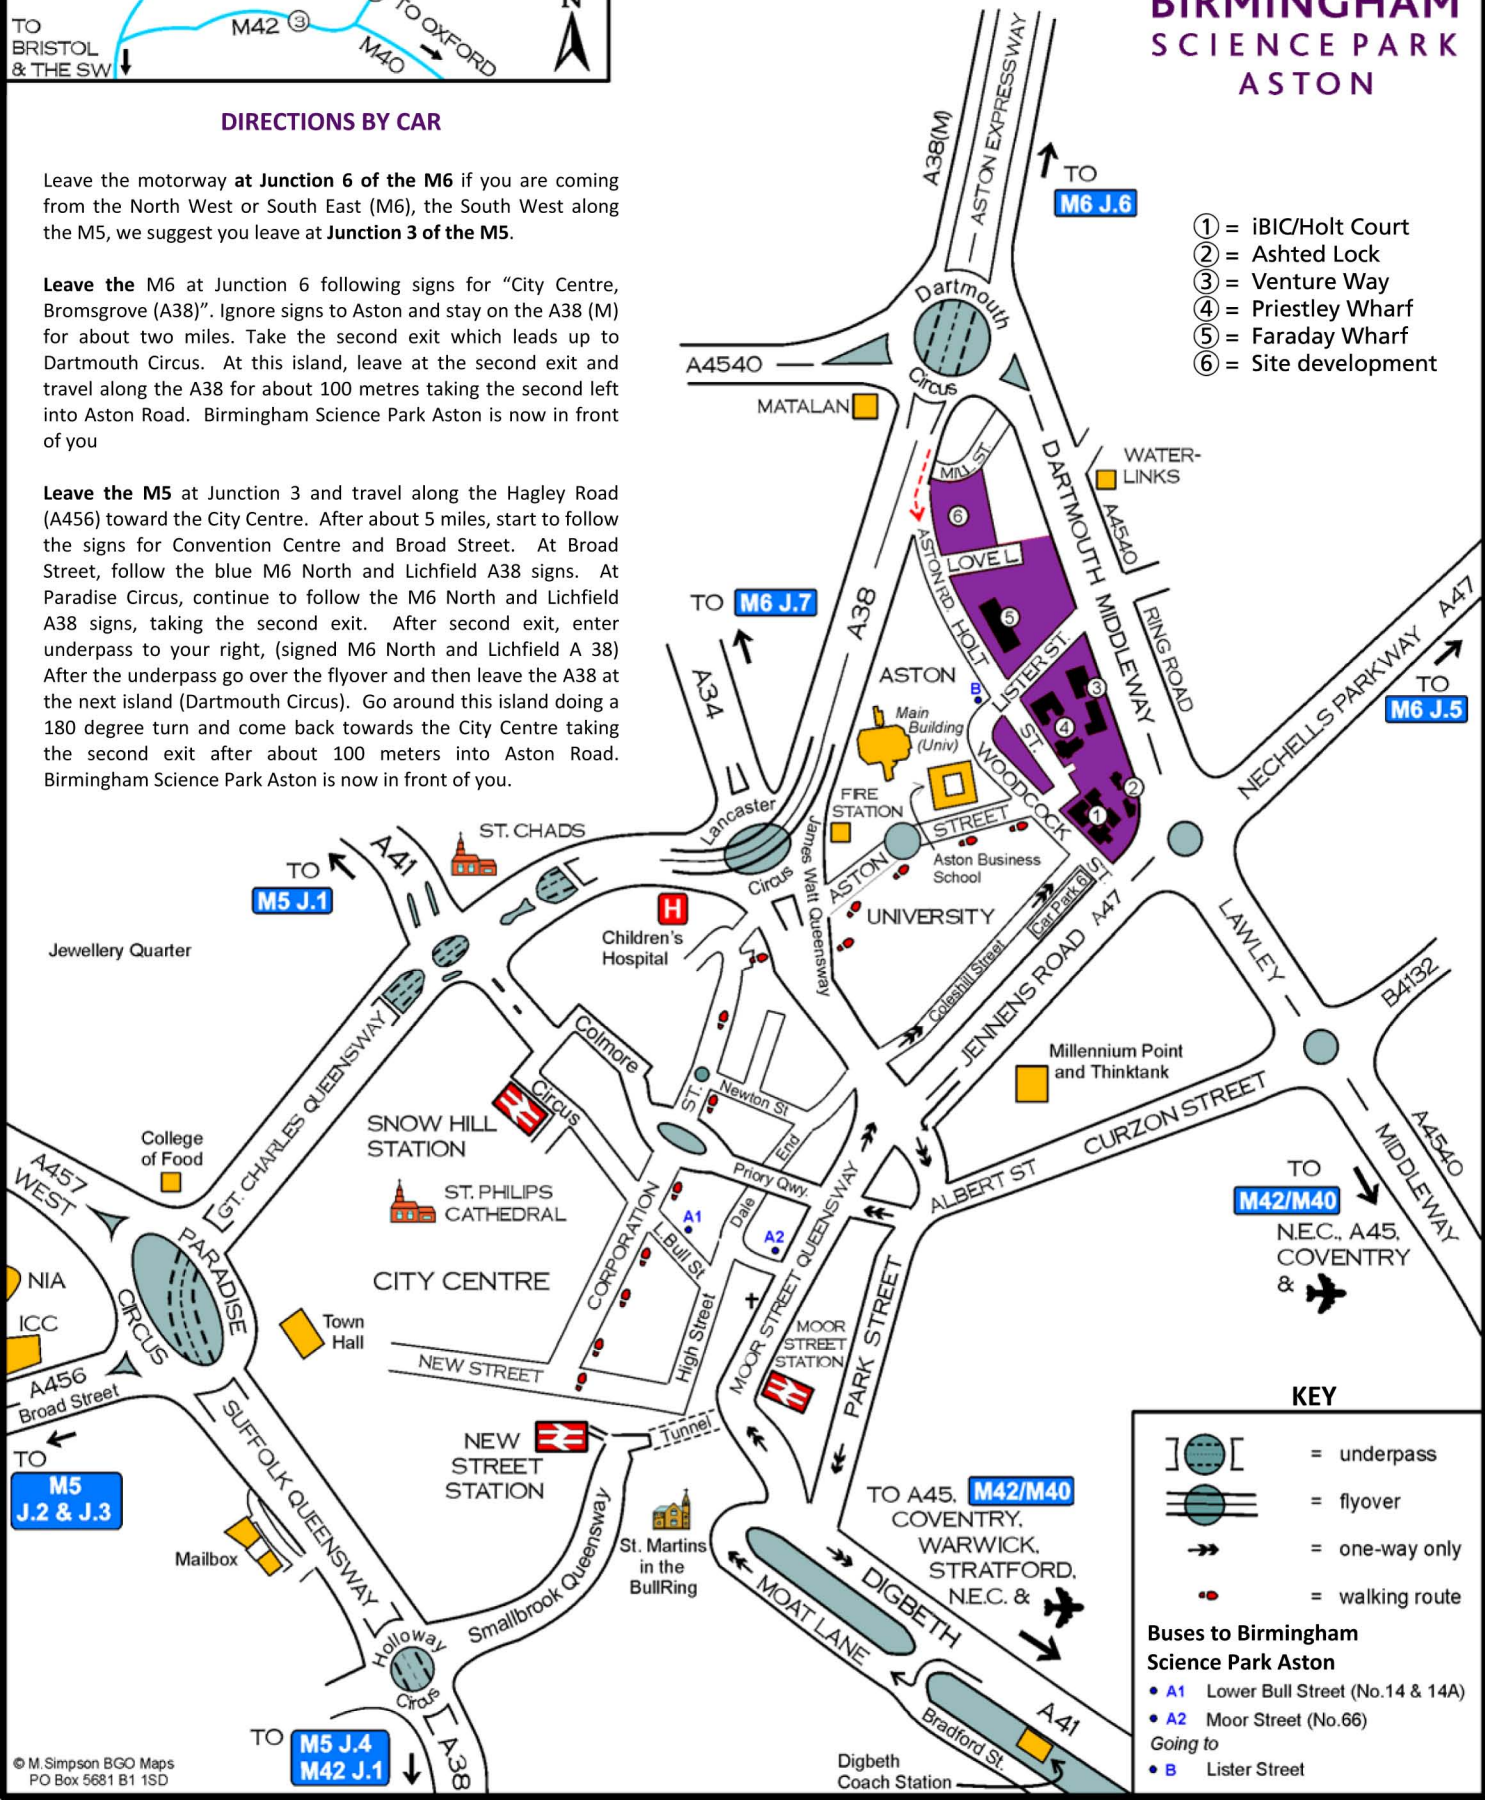 TO
BRISTOL
& THE SW
M42 3
M40
TO OXFORD
N
BIRMINGHAM
SCIENCE PARK
ASTON
DIRECTIONS BY CAR
Leave the motorway at Junction 6 of the M6 if you are coming
from the North West or South East (M6), the South West along
the M5, we suggest you leave at Junction 3 of the M5.
Leave the M6 at Junction 6 following signs for “City Centre,
Bromsgrove (A38)”. Ignore signs to Aston and stay on the A38 (M)
for about two miles. Take the second exit which leads up to
Dartmouth Circus. At this island, leave at the second exit and
travel along the A38 for about 100 metres taking the second left
into Aston Road. Birmingham Science Park Aston is now in front
of you
Leave the M5 at Junction 3 and travel along the Hagley Road
(A456) toward the City Centre. After about 5 miles, start to follow
the signs for Convention Centre and Broad Street. At Broad
Street, follow the blue M6 North and Lichfield A38 signs. At
Paradise Circus, continue to follow the M6 North and Lichfield
A38 signs, taking the second exit. After second exit, enter
underpass to your right, (signed M6 North and Lichfield A 38)
After the underpass go over the flyover and then leave the A38 at
the next island (Dartmouth Circus). Go around this island doing a
180 degree turn and come back towards the City Centre taking
the second exit after about 100 meters into Aston Road.
Birmingham Science Park Aston is now in front of you.
1 = iBIC/Holt Court
2 = Ashted Lock
3 = Venture Way
4 = Priestley Wharf
5 = Faraday Wharf
6 = Site development
A38(M)
ASTON EXPRESSWAY
TO
M6 J.6
Dartmouth
Circus
A4540
MATALAN
MILL ST.
WATER-
LINKS
A4540
DARTMOUTH MIDDLEWAY
RING ROAD
6
LOVE L
ASTON RD.
HOLT
ST.
5
LISTER ST.
3
4
2
1
TO M6 J.7
A38
A34
ASTON
B
Main
Building
(Univ)
WOODCOCK
ST.
FIRE
STATION
ASTON
STREET
Aston Business
School
UNIVERSITY
NECHELLS PARKWAY A47
TO
M6 J.5
Lancaster
Circus
James Watt Queensway
ST. CHADS
TO
M5 J.1
A41
H
Children's
Hospital
Jewellery Quarter
Coleshill Street
Car Park 6
JENNENS ROAD A47
LAWLEY
MIDDLEWAY
B4132
A4540
Millennium Point
and Thinktank
CURZON STREET
ALBERT ST
TO
M42/M40
N.E.C., A45,
COVENTRY
&
GT. CHARLES QUEENSWAY
Colmore
Circus
SNOW HILL
STATION
Newton St
ST.
Priory Qwy.
Dale
End
College
of Food
ST. PHILIPS
CATHEDRAL
CORPORATION
A1
A2
L.Bull St
High Street
CITY CENTRE
MOOR STREET QUEENSWAY
MOOR
STREET
STATION
PARK STREET
A457
WEST
PARADISE
CIRCUS
NIA
ICC
Town
Hall
NEW STREET
A456
Broad Street
TO
M5
J.2 & J.3
NEW
STREET
STATION
Tunnel
SUFFOLK QUEENSWAY
Mailbox
Smallbrook Queensway
St. Martins
in the
BullRing
Holloway
Circus
TO M5 J.4
M42 J.1
A38
MOAT LANE
DIGBETH
A41
TO A45, M42/M40
COVENTRY,
WARWICK,
STRATFORD,
N.E.C. &
Bradford St.
Digbeth
Coach Station
KEY
= underpass
= flyover
= one-way only
= walking route
Buses to Birmingham
Science Park Aston
• A1 Lower Bull Street (No.14 & 14A)
• A2 Moor Street (No.66)
Going to
• B Lister Street
© M.Simpson BGO Maps
PO Box 5681 B1 1SD